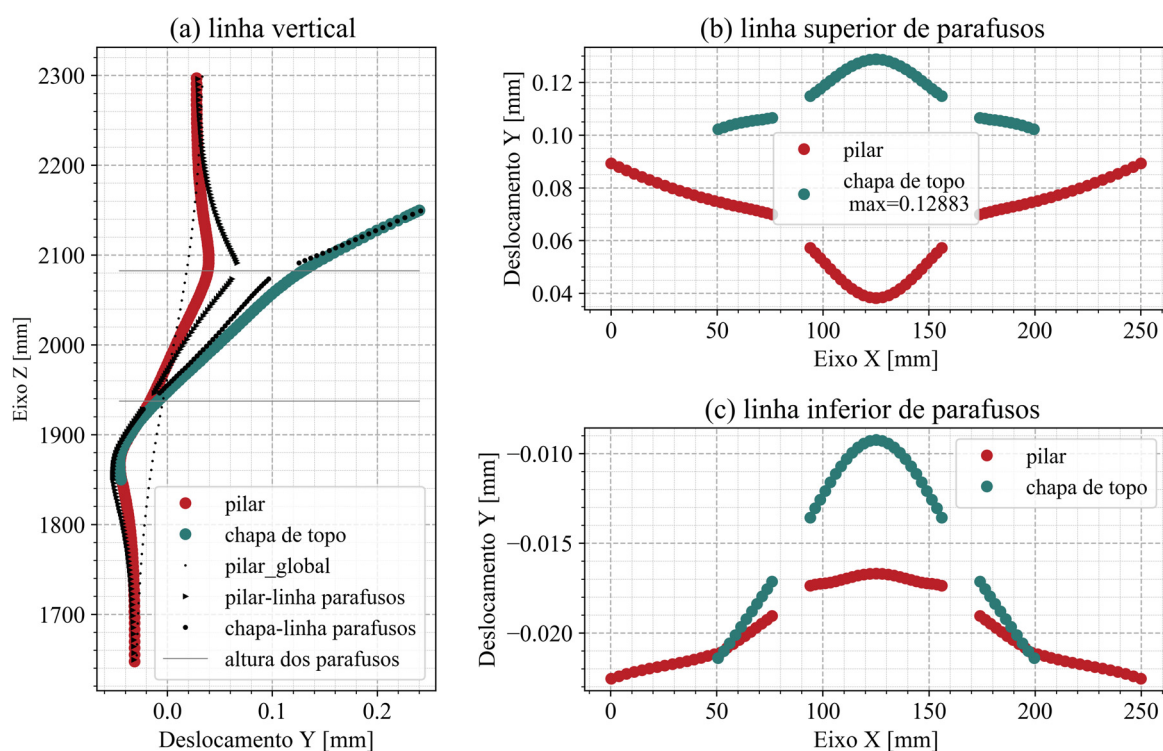 (a) linha vertical
2300
2200
2100
2000
1900
1800
1700
Eixo Z [mm]
pilar
chapa de topo
pilar_global
pilar-linha parafusos
chapa-linha parafusos
altura dos parafusos
0.0 0.1 0.2
Deslocamento Y [mm]
(b) linha superior de parafusos
0.12
0.10
0.08
0.06
0.04
Deslocamento Y [mm]
pilar
chapa de topo
max=0.12883
0 50 100 150 200 250
Eixo X [mm]
(c) linha inferior de parafusos
−0.010
−0.015
−0.020
Deslocamento Y [mm]
pilar
chapa de topo
0 50 100 150 200 250
Eixo X [mm]